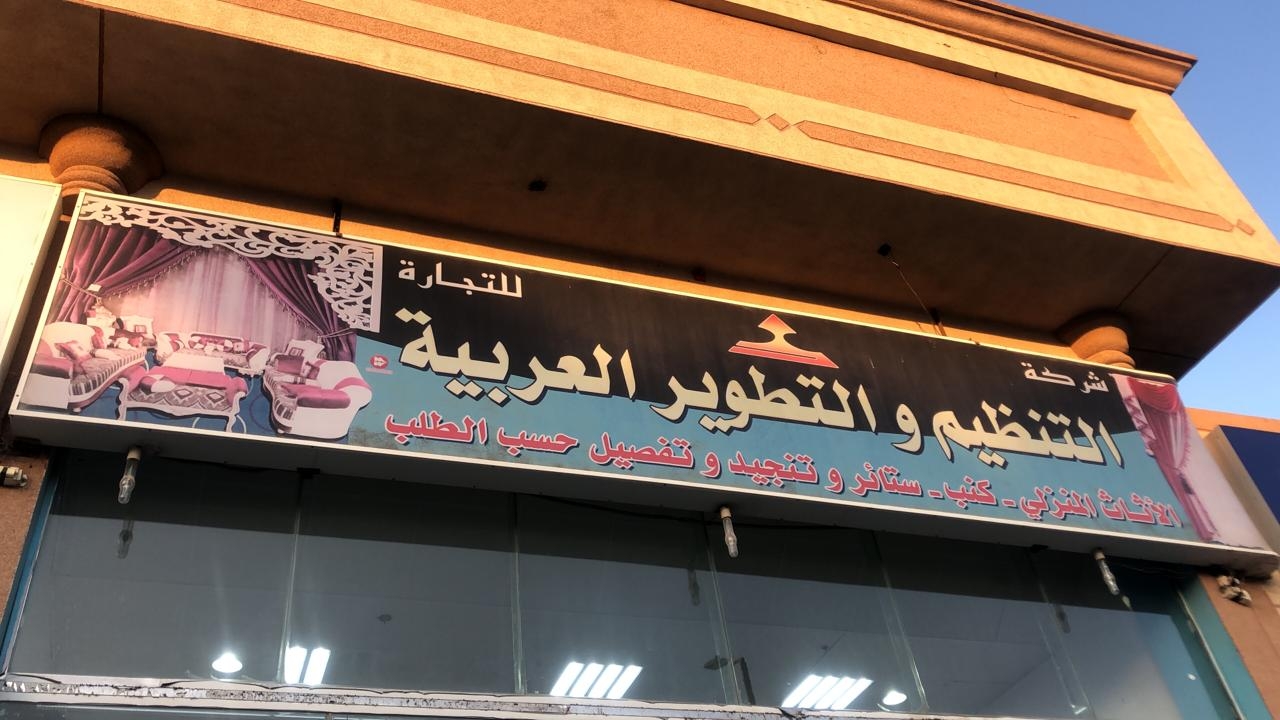 شركة
التنظيم و التطوير العربية
للتجارة
الأثاث المنزلي - كنب - ستائر و تنجيد و تفصيل حسب الطلب